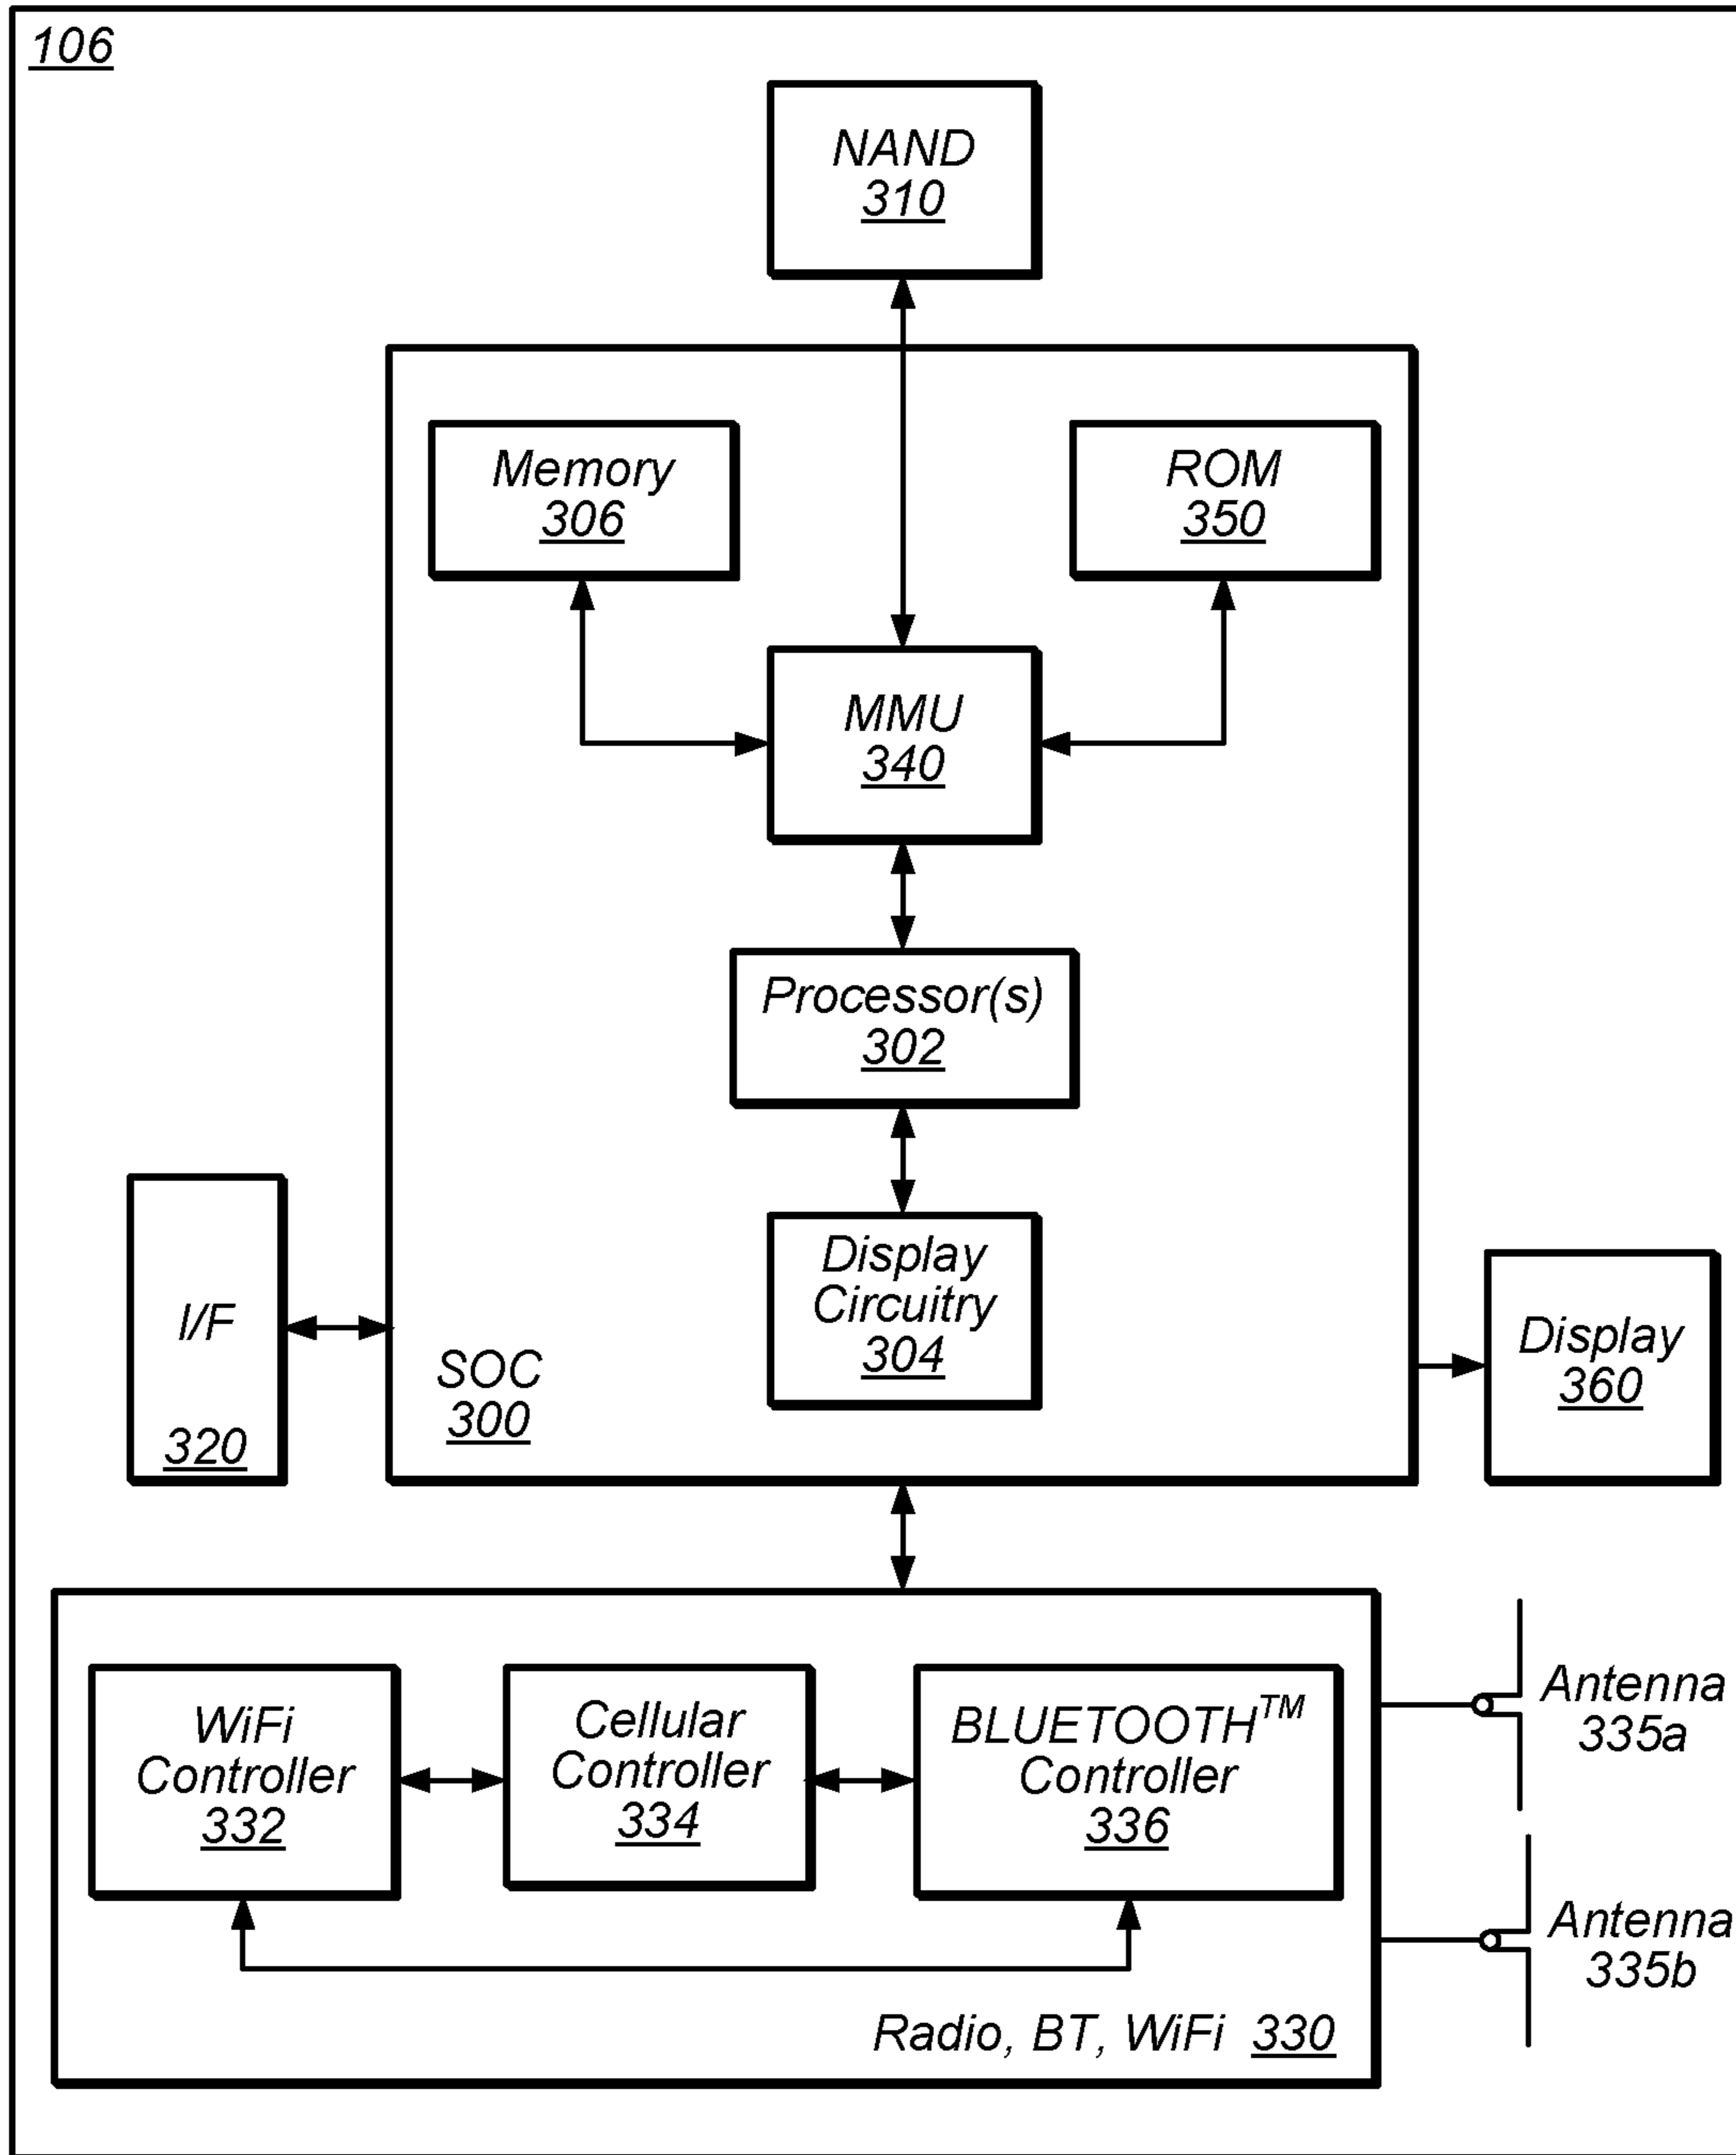 106
NAND
310
Memory
306
ROM
350
MMU
340
Processor(s)
302
Display
Circuitry
304
I/F
320
SOC
300
Display
360
WiFi
Controller
332
Cellular
Controller
334
BLUETOOTH™
Controller
336
Antenna
335a
Antenna
335b
Radio, BT, WiFi 330